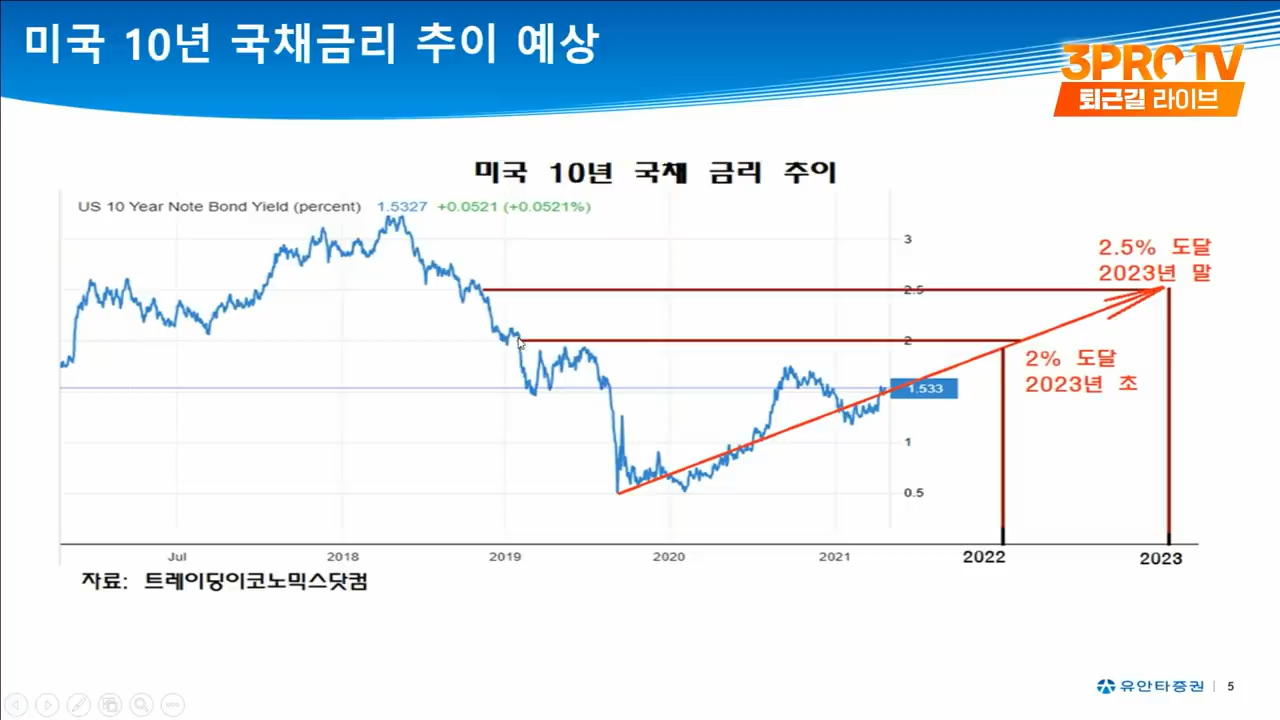 미국 10년 국채금리 추이 예상
3PROTV
퇴근길 라이브
미국 10년 국채 금리 추이
US 10 Year Note Bond Yield (percent) 1.5327 +0.0521 (+0.0521%)
3
2.5
2
1.533
1
0.5
2.5% 도달
2023년 말
2% 도달
2023년 초
Jul 2018 2019 2020 2021 2022 2023
자료: 트레이딩이코노믹스닷컴
유안타증권 5